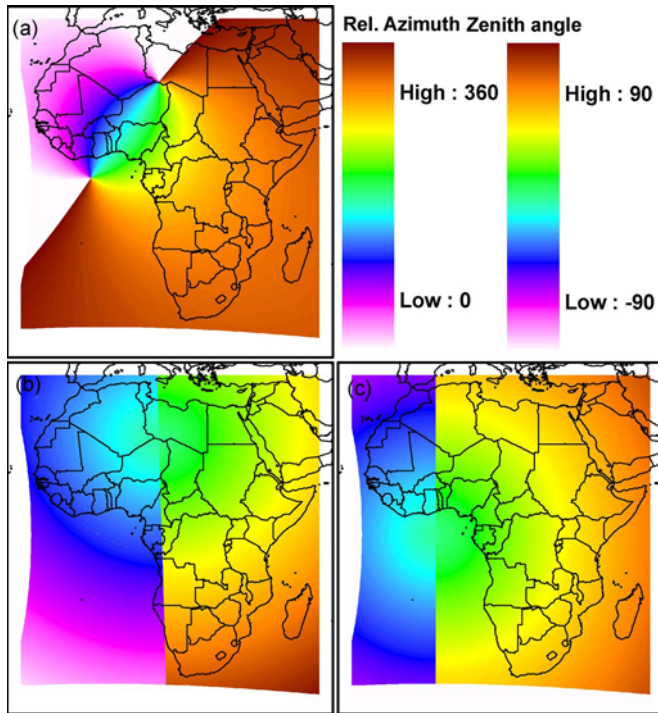 (a)
Rel. Azimuth Zenith angle
High : 360
High : 90
Low : 0
Low : -90
(b)
(c)